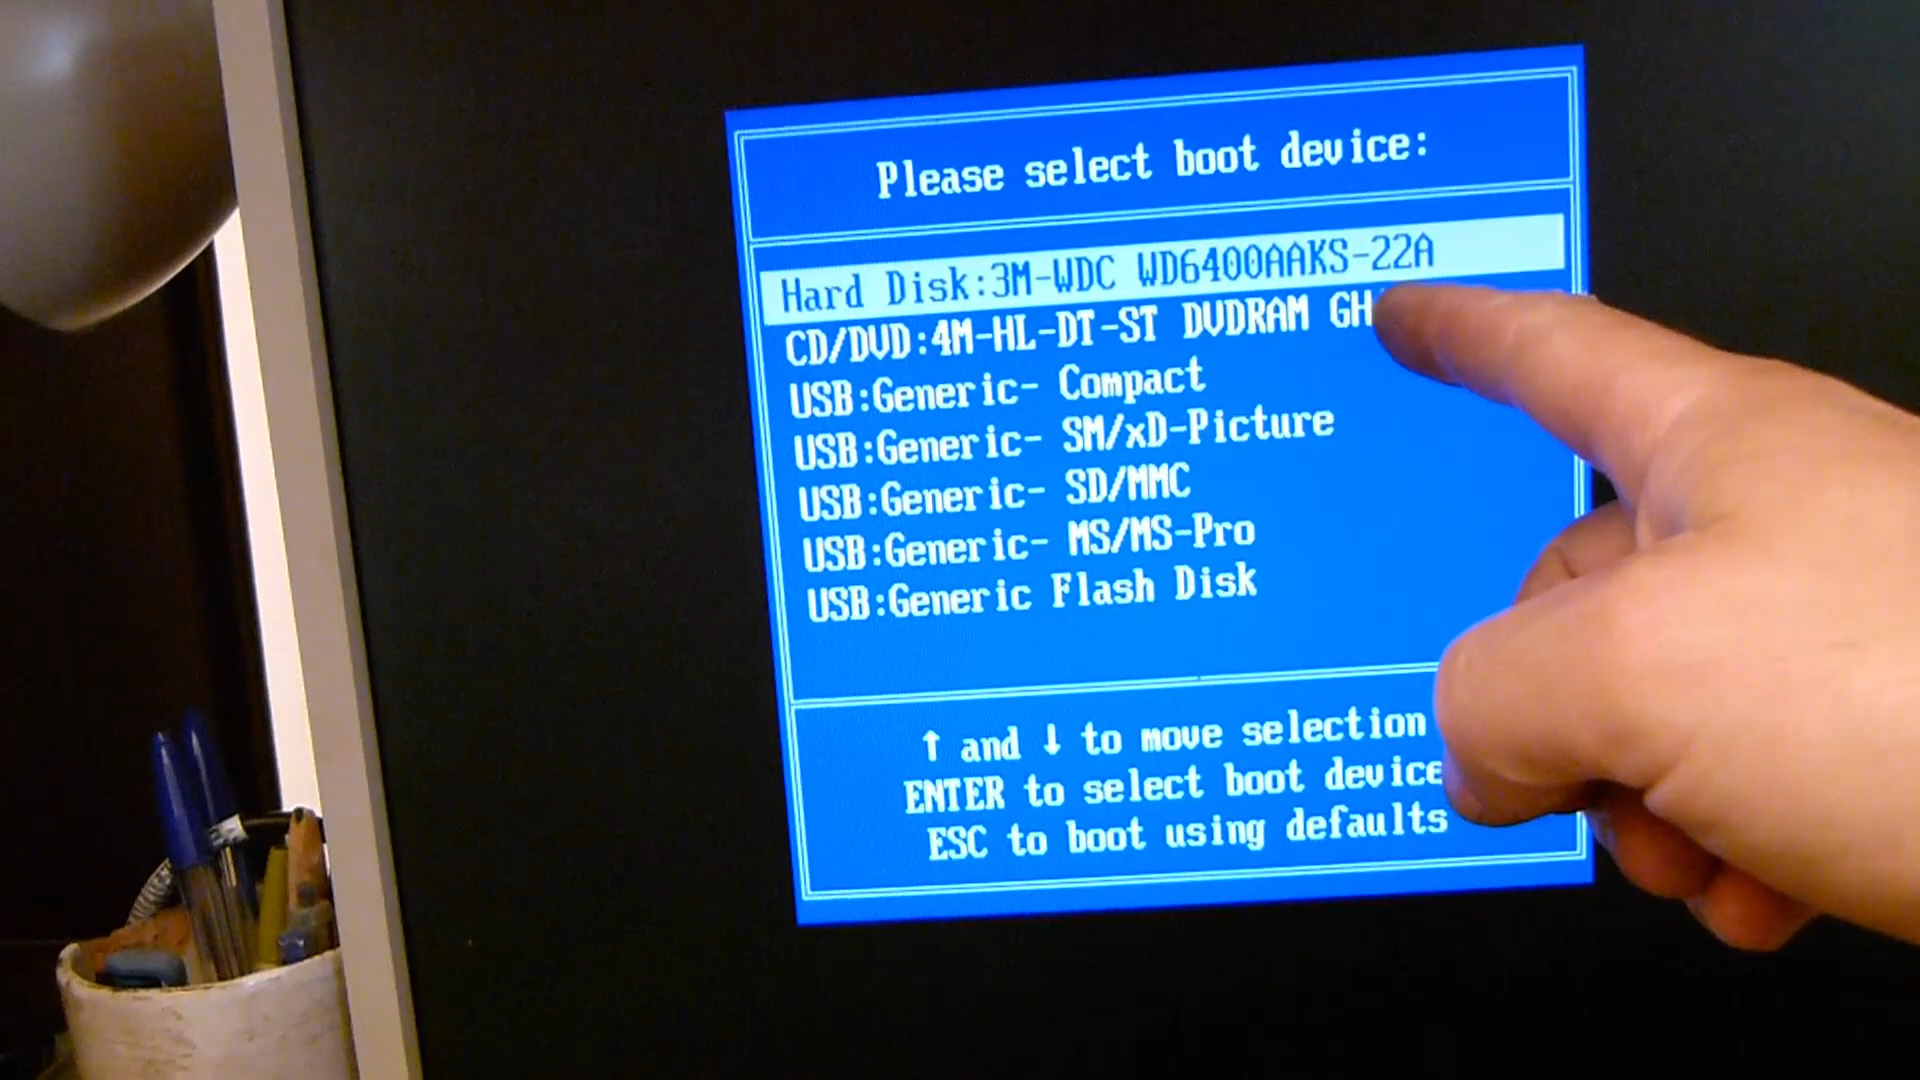 Please select boot device:
Hard Disk:3M-WDC WD6400AAKS-22A
CD/DVD:4M-HL-DT-ST DVDRAM GH
USB:Generic- Compact
USB:Generic- SM/xD-Picture
USB:Generic- SD/MMC
USB:Generic- MS/MS-Pro
USB:Generic Flash Disk
↑ and ↓ to move selection
ENTER to select boot device
ESC to boot using defaults